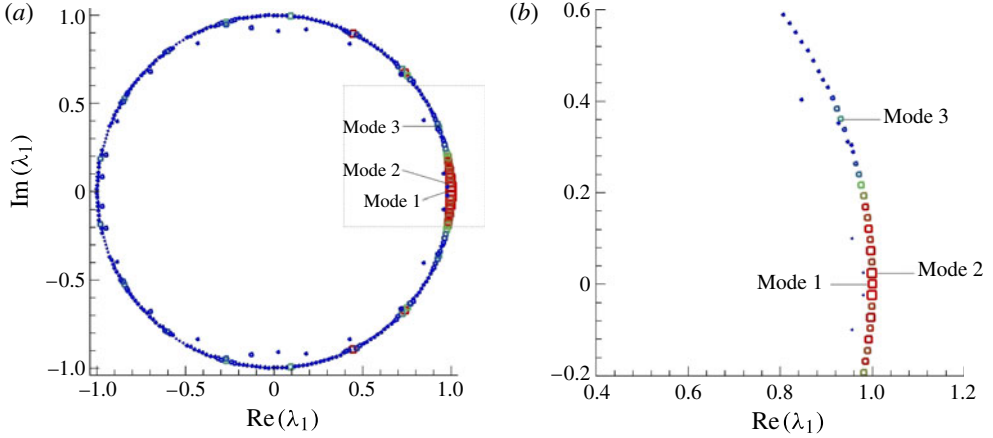 (a)
1.0
0.5
0
−0.5
−1.0
Im (λ1)
Mode 3
Mode 2
Mode 1
−1.0 −0.5 0 0.5 1.0
Re (λ1)
(b)
0.6
0.4
0.2
0
−0.2
Mode 3
Mode 2
Mode 1
0.4 0.6 0.8 1.0 1.2
Re (λ1)